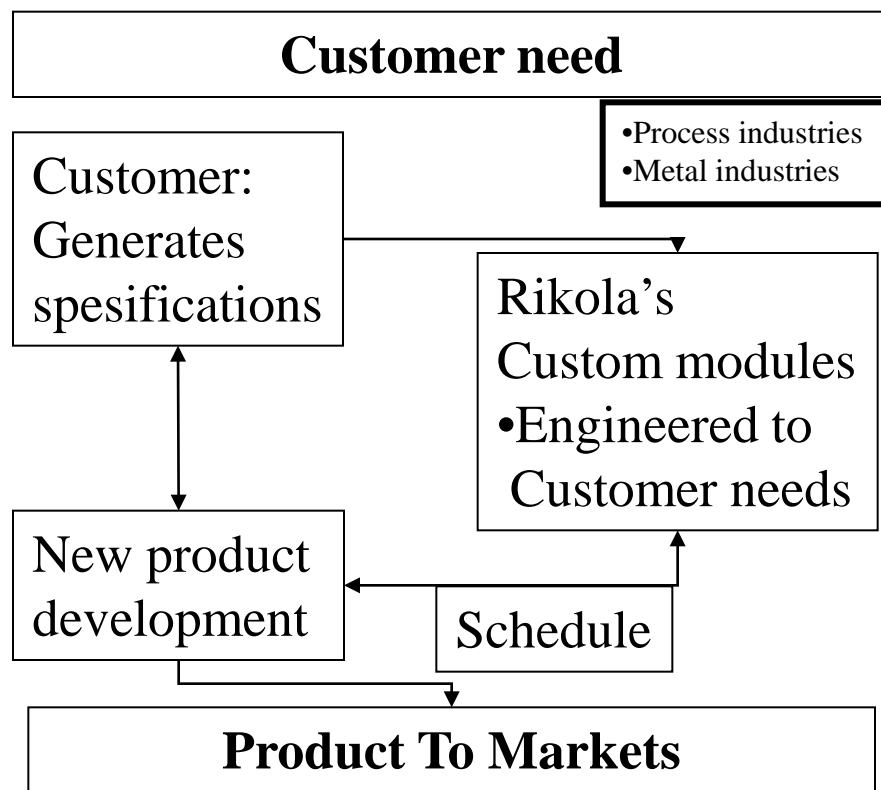 Customer need
•Process industries
•Metal industries
Customer:
Generates
spesifications
Rikola’s
Custom modules
•Engineered to
Customer needs
New product
development
Schedule
Product To Markets